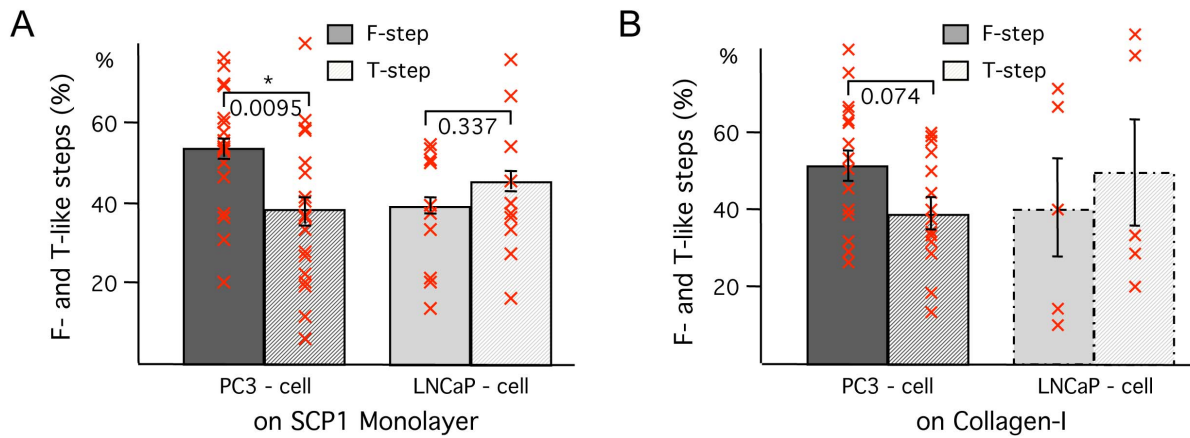 A
F- and T-like steps (%)
%
60
40
20
F-step
T-step
*
0.0095
0.337
PC3 - cell
LNCaP - cell
on SCP1 Monolayer
B
F- and T-like steps (%)
%
60
40
20
F-step
T-step
0.074
PC3 - cell
LNCaP - cell
on Collagen-I